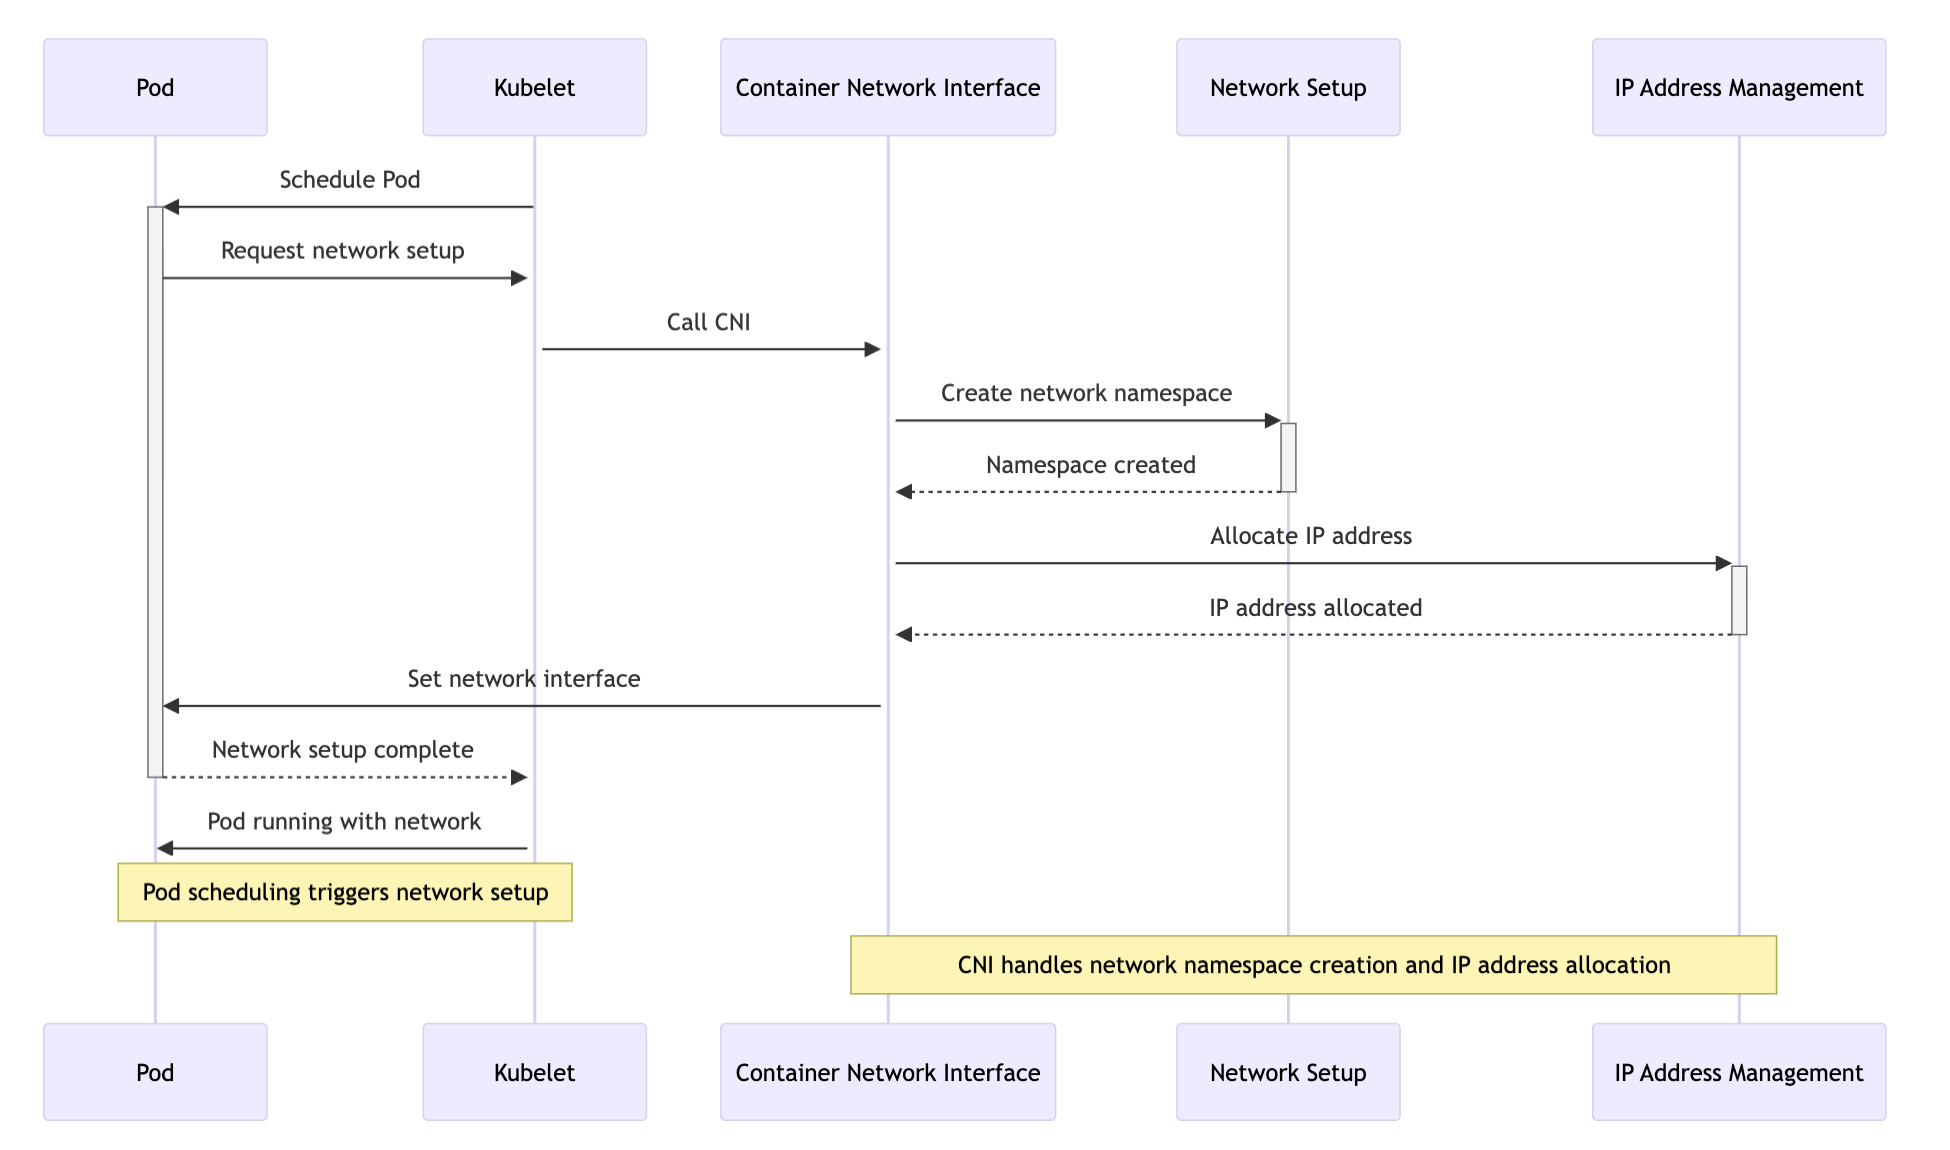 Pod
Kubelet
Container Network Interface
Network Setup
IP Address Management
Schedule Pod
Request network setup
Call CNI
Create network namespace
Namespace created
Allocate IP address
IP address allocated
Set network interface
Network setup complete
Pod running with network
Pod scheduling triggers network setup
CNI handles network namespace creation and IP address allocation
Pod
Kubelet
Container Network Interface
Network Setup
IP Address Management